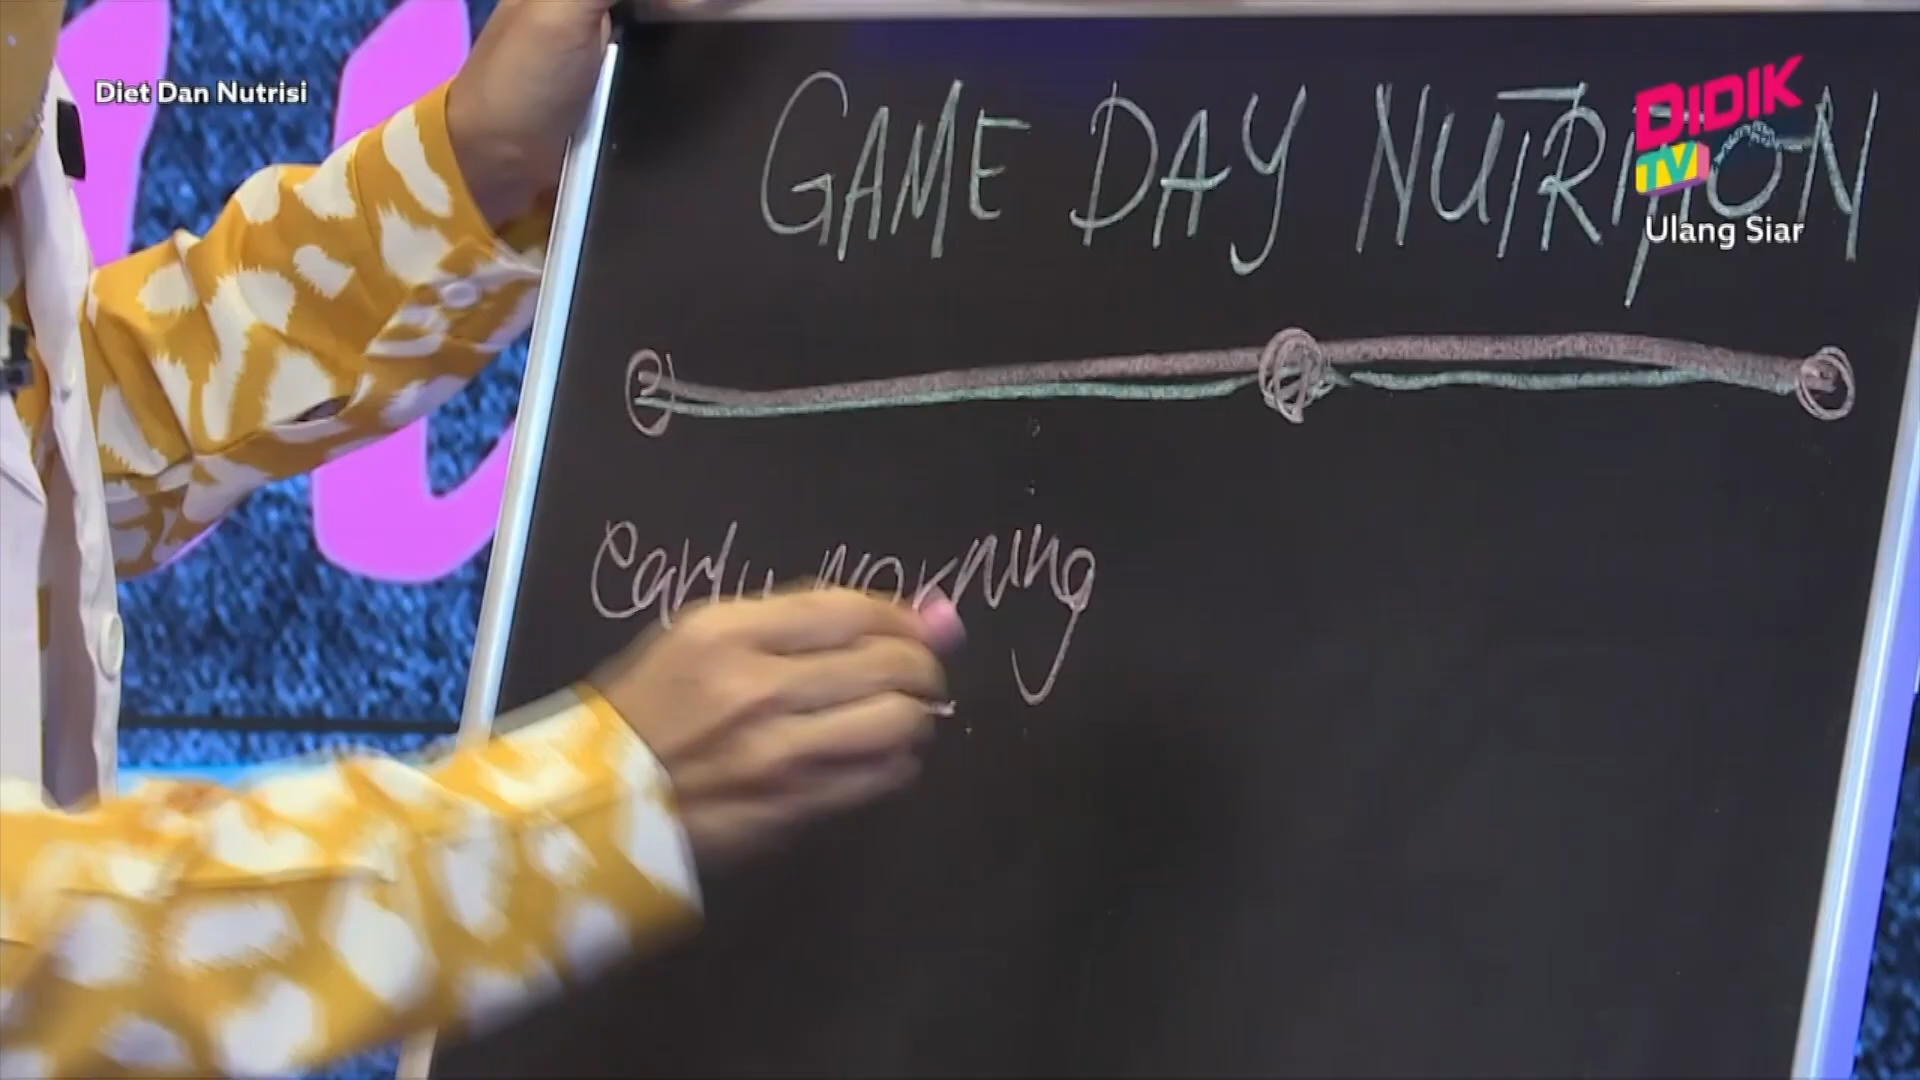 Diet Dan Nutrisi
DIDIK
TV
Ulang Siar
GAME DAY NUTRITION
Early morning